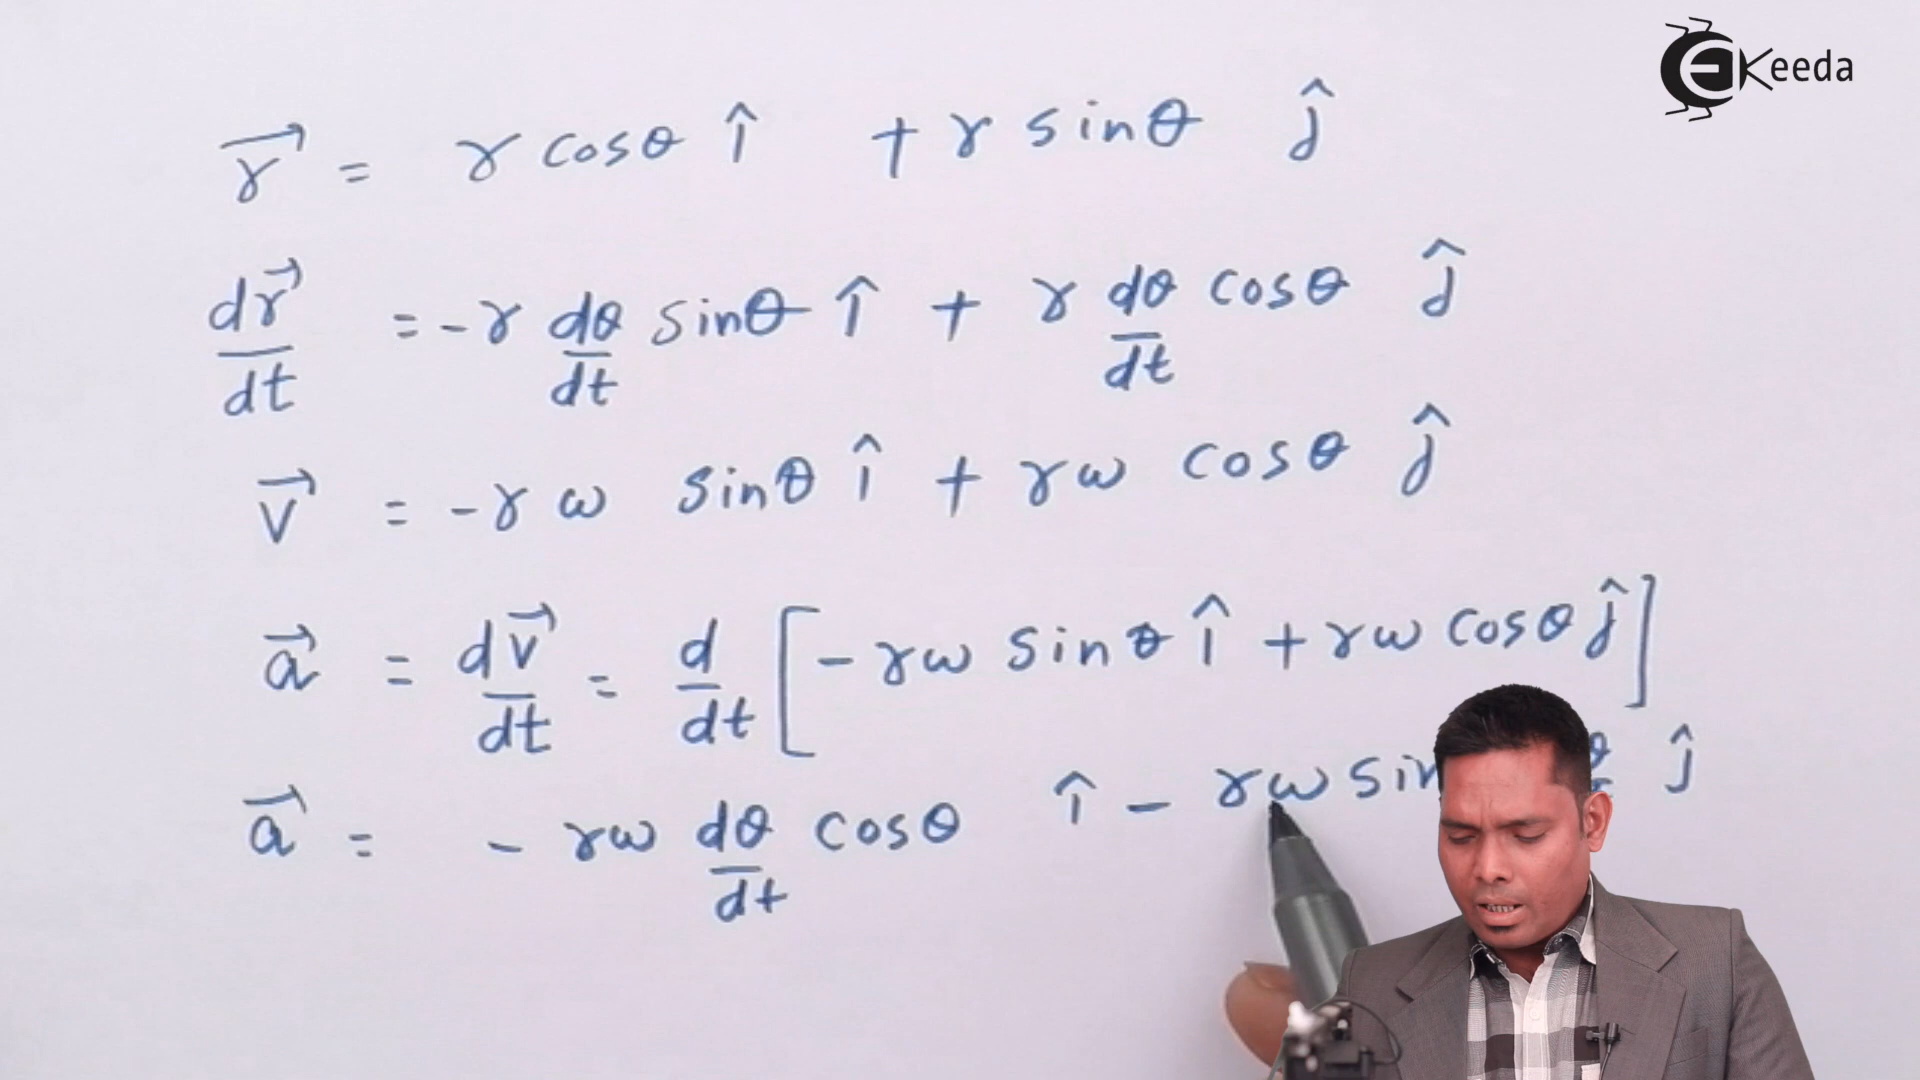 EKeeda
r⃗ = r cosθ î + r sinθ ĵ
dr⃗/dt = -r dθ/dt sinθ î + r dθ/dt cosθ ĵ
v⃗ = -r ω sinθ î + rω cosθ ĵ
a⃗ = dv⃗/dt = d/dt [-rω sinθ î + rω cosθ ĵ]
a⃗ = - rω dθ/dt cosθ î - rω sin ĵ